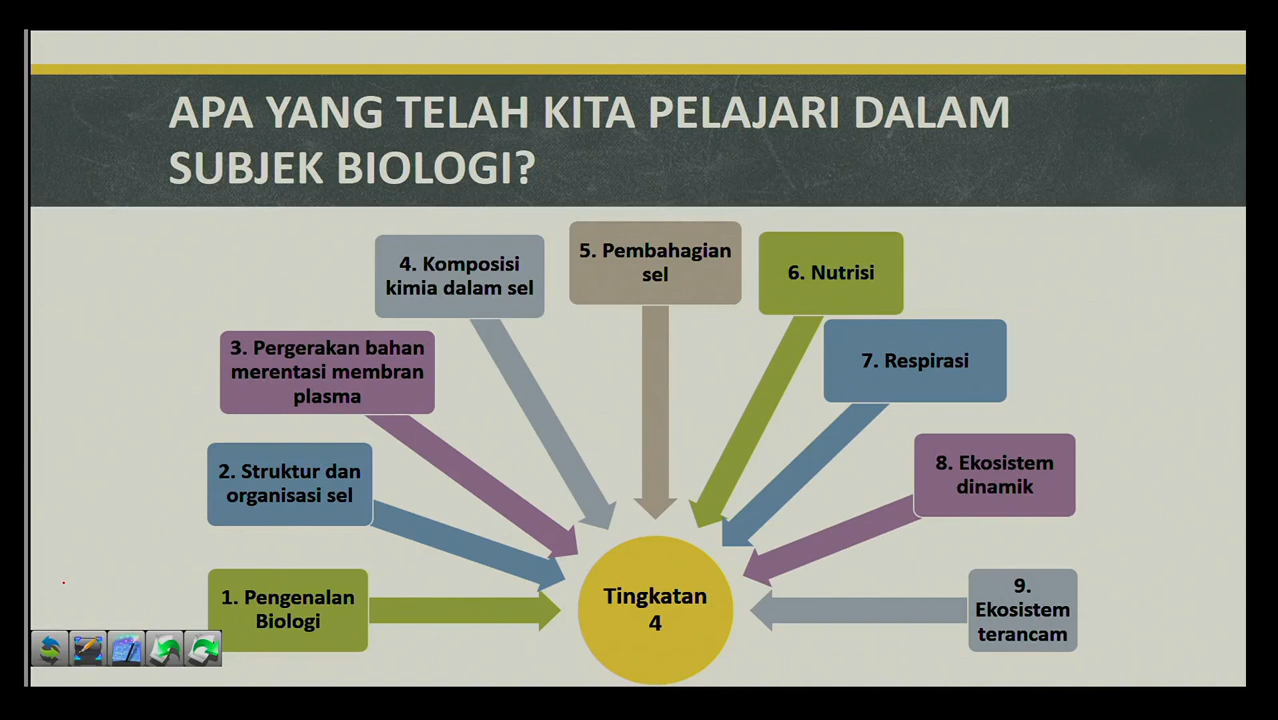 APA YANG TELAH KITA PELAJARI DALAM
SUBJEK BIOLOGI?
1. Pengenalan
Biologi
2. Struktur dan
organisasi sel
3. Pergerakan bahan
merentasi membran
plasma
4. Komposisi
kimia dalam sel
5. Pembahagian
sel
6. Nutrisi
7. Respirasi
8. Ekosistem
dinamik
9.
Ekosistem
terancam
Tingkatan
4